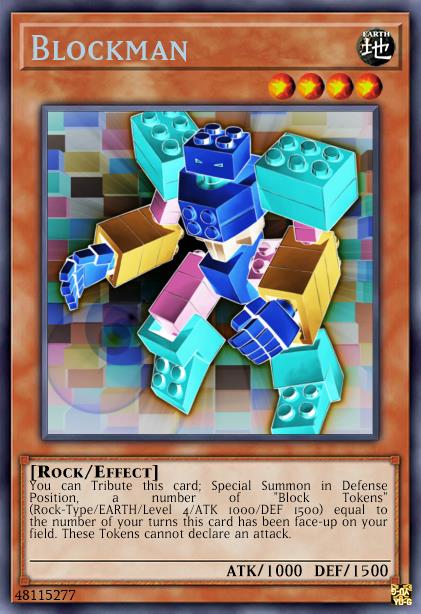 Blockman
EARTH
地
[Rock/Effect]
You can Tribute this card; Special Summon in Defense
Position, a number of "Block Tokens"
(Rock-Type/EARTH/Level 4/ATK 1000/DEF 1500) equal to
the number of your turns this card has been face-up on your
field. These Tokens cannot declare an attack.
ATK/1000 DEF/1500
48115277